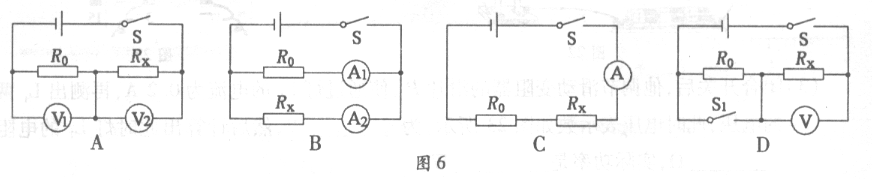 S S S S
R₀ Rₓ R₀ A₁ A R₀ Rₓ
V₁ V₂ Rₓ A₂ R₀ Rₓ S₁ V
A B C D
图 6